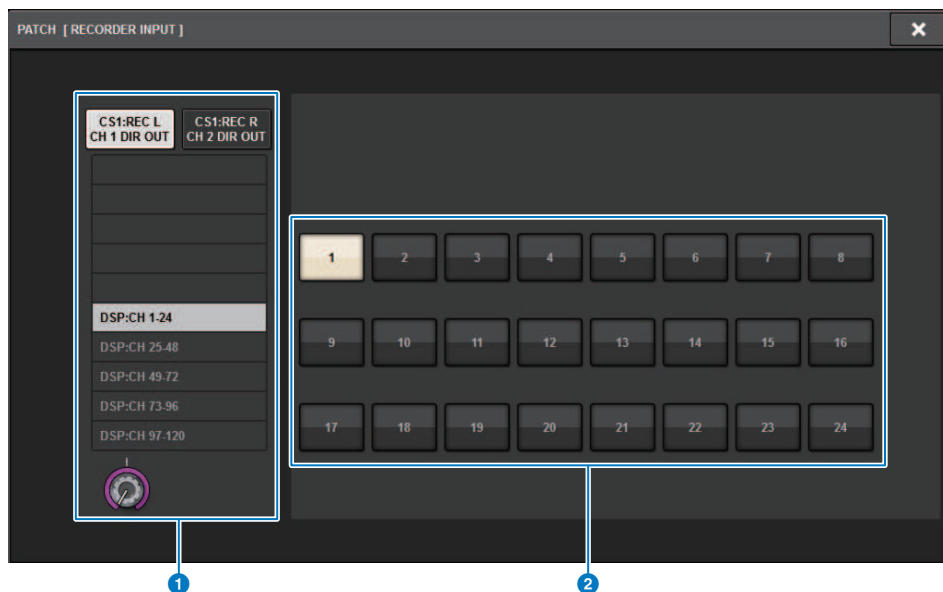 PATCH [ RECORDER INPUT ]
CS1:REC L
CH 1 DIR OUT
CS1:REC R
CH 2 DIR OUT
DSP:CH 1-24
DSP:CH 25-48
DSP:CH 49-72
DSP:CH 73-96
DSP:CH 97-120
1 2 3 4 5 6 7 8
9 10 11 12 13 14 15 16
17 18 19 20 21 22 23 24
1 2